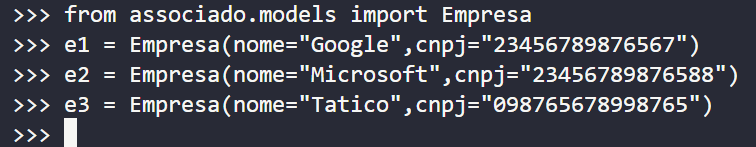 >>> from associado.models import Empresa
>>> e1 = Empresa(nome="Google",cnpj="23456789876567")
>>> e2 = Empresa(nome="Microsoft",cnpj="23456789876588")
>>> e3 = Empresa(nome="Tatico",cnpj="098765678998765")
>>>